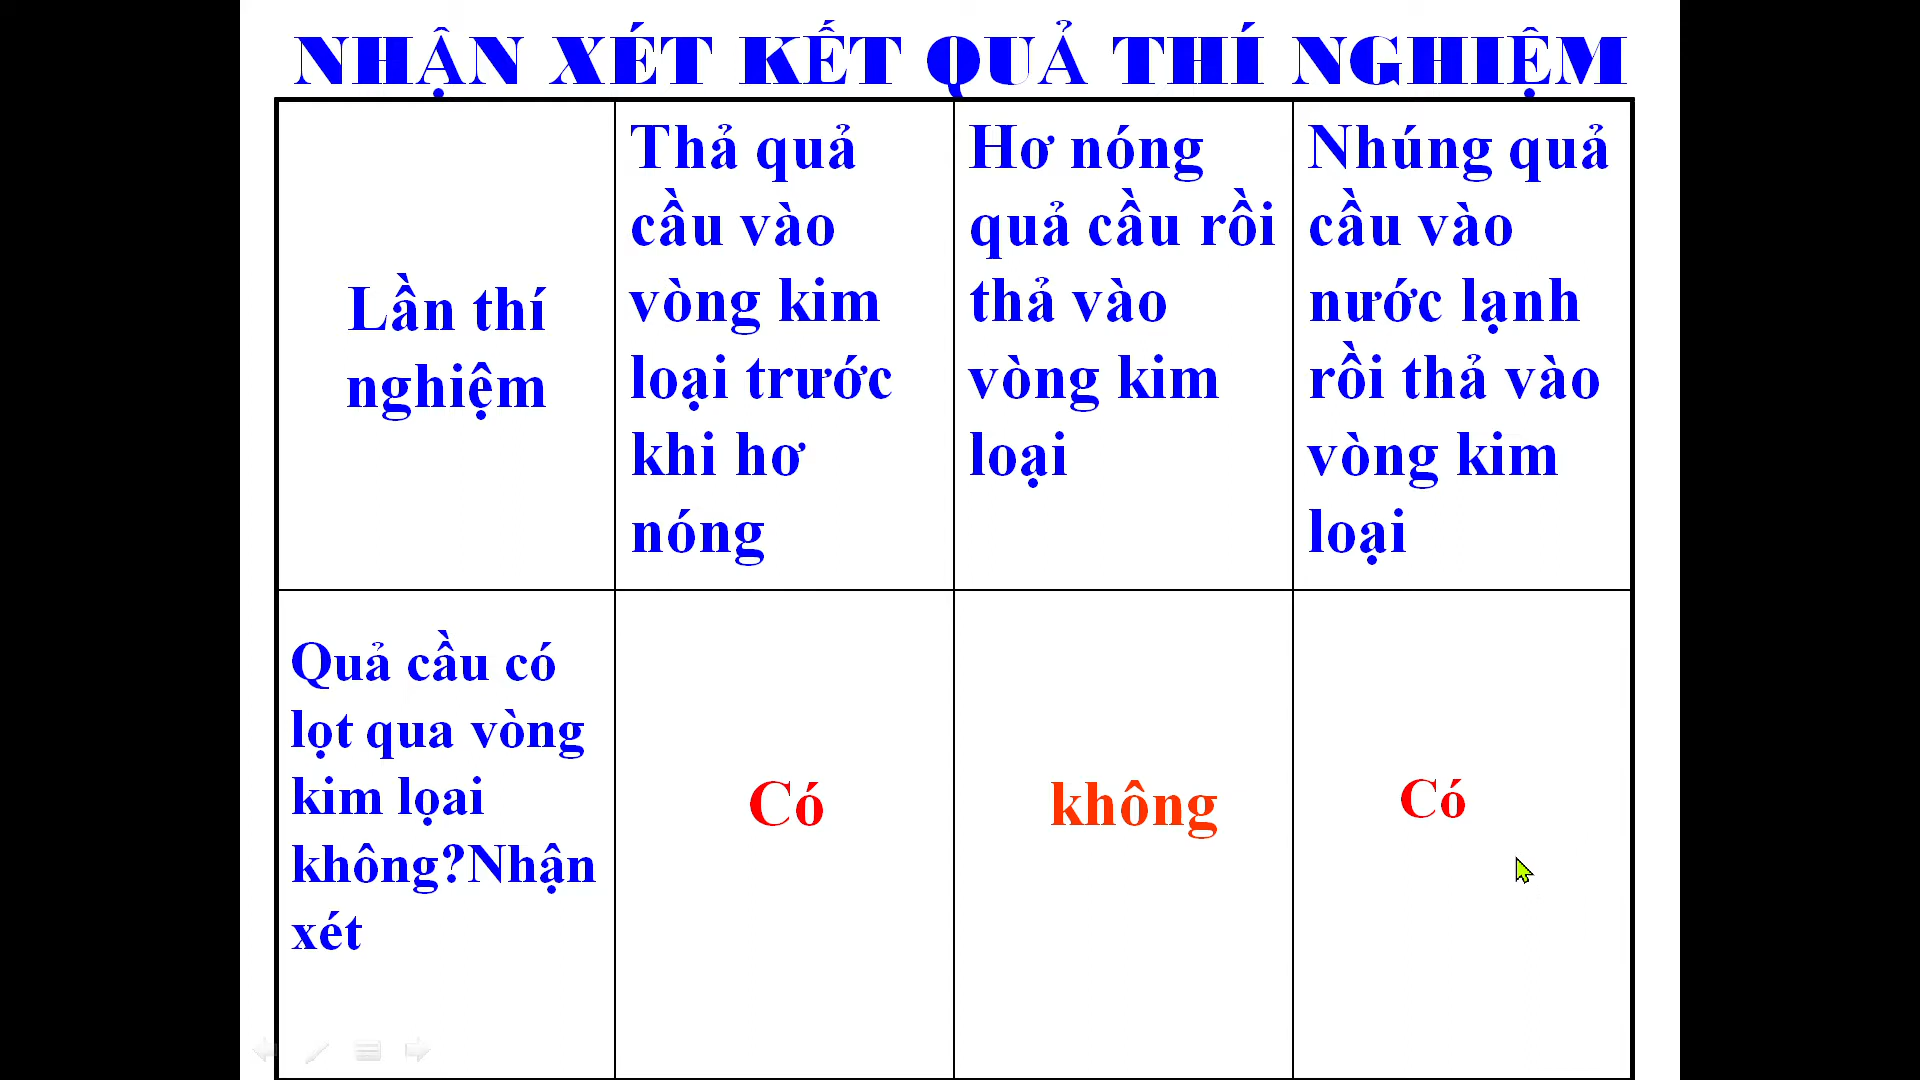 NHẬN XÉT KẾT QUẢ THÍ NGHIỆM
Lần thí
nghiệm
Thả quả
cầu vào
vòng kim
loại trước
khi hơ
nóng
Hơ nóng
quả cầu rồi
thả vào
vòng kim
loại
Nhúng quả
cầu vào
nước lạnh
rồi thả vào
vòng kim
loại
Quả cầu có
lọt qua vòng
kim lọai
không?Nhận
xét
Có
không
Có